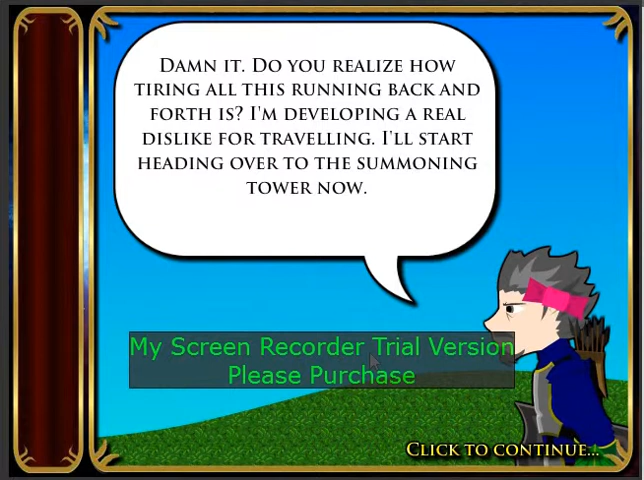 Damn it. Do you realize how
tiring all this running back and
forth is? I'm developing a real
dislike for travelling. I'll start
heading over to the summoning
tower now.
My Screen Recorder Trial Version
Please Purchase
Click to continue...